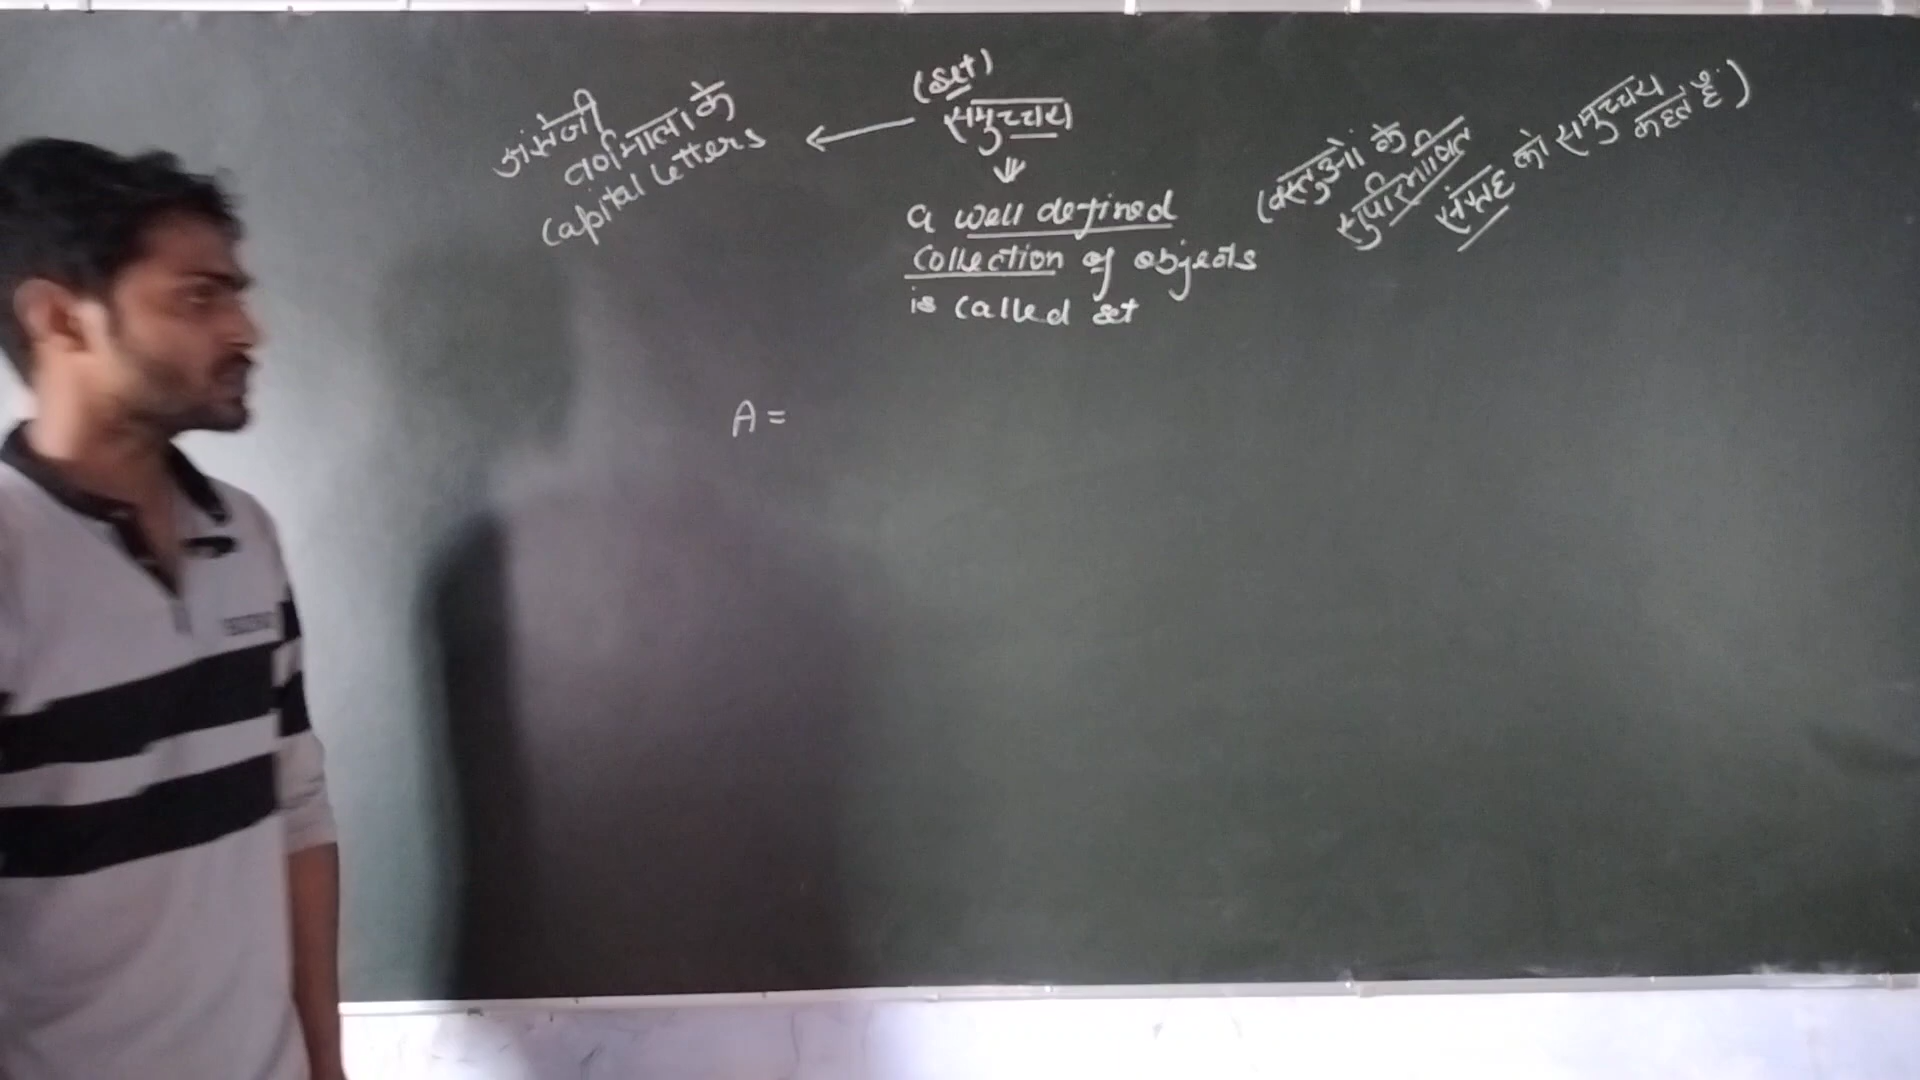 (Set)
समुच्चय
अंग्रेजी
वर्णमाला के
Capital Letters
a well defined
Collection of objects
is called set
(वस्तुओं के
सुपरिभाषित
संग्रह को समुच्चय
कहते हैं)
A =